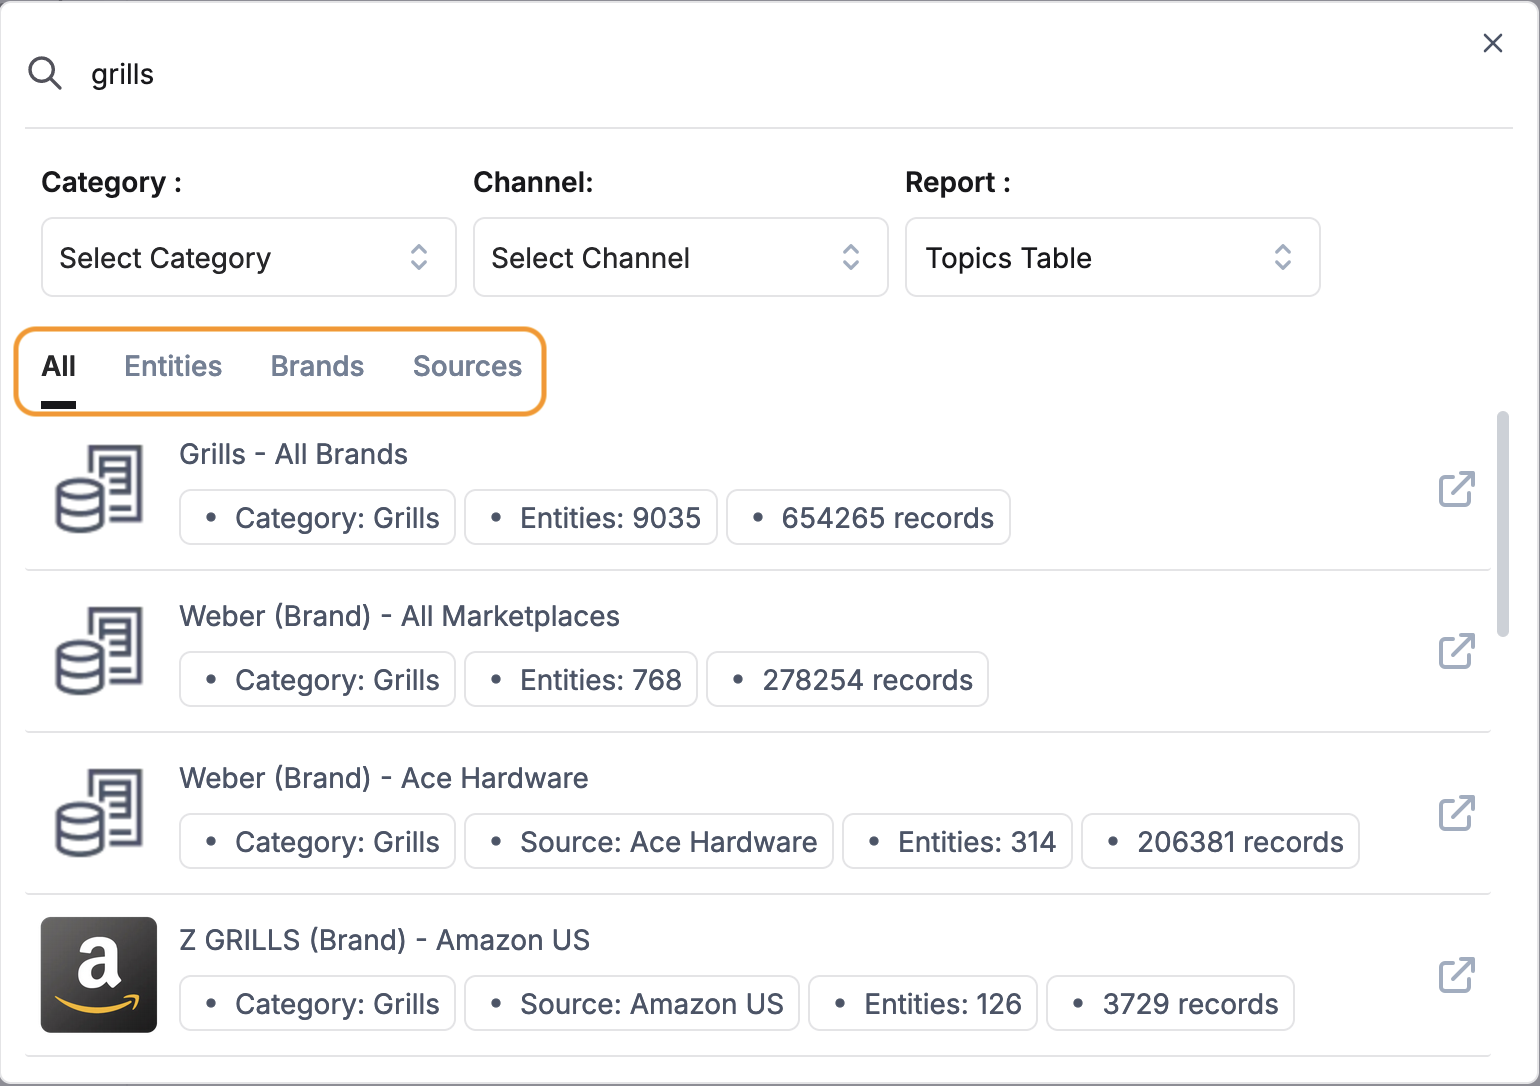 grills
Category : Channel: Report :
Select Category Select Channel Topics Table
All Entities Brands Sources
Grills - All Brands
• Category: Grills • Entities: 9035 • 654265 records
Weber (Brand) - All Marketplaces
• Category: Grills • Entities: 768 • 278254 records
Weber (Brand) - Ace Hardware
• Category: Grills • Source: Ace Hardware • Entities: 314 • 206381 records
Z GRILLS (Brand) - Amazon US
a
• Category: Grills • Source: Amazon US • Entities: 126 • 3729 records